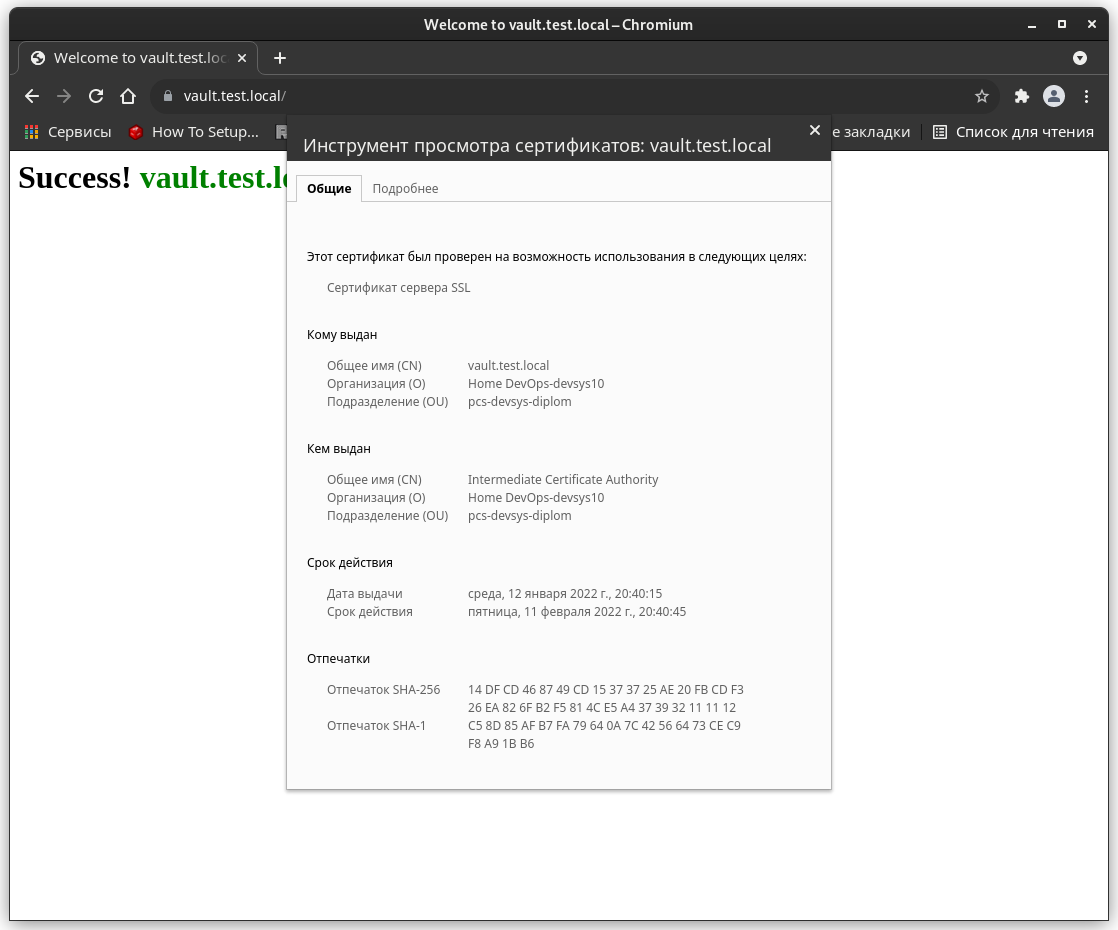 Welcome to vault.test.local – Chromium
Welcome to vault.test.loc
vault.test.local/
Сервисы How To Setup... закладки Список для чтения
Инструмент просмотра сертификатов: vault.test.local
Success! vault.test.lo
Общие Подробнее
Этот сертификат был проверен на возможность использования в следующих целях:
Сертификат сервера SSL
Кому выдан
Общее имя (CN) vault.test.local
Организация (O) Home DevOps-devsys10
Подразделение (OU) pcs-devsys-diplom
Кем выдан
Общее имя (CN) Intermediate Certificate Authority
Организация (O) Home DevOps-devsys10
Подразделение (OU) pcs-devsys-diplom
Срок действия
Дата выдачи среда, 12 января 2022 г., 20:40:15
Срок действия пятница, 11 февраля 2022 г., 20:40:45
Отпечатки
Отпечаток SHA-256 14 DF CD 46 87 49 CD 15 37 37 25 AE 20 FB CD F3
26 EA 82 6F B2 F5 81 4C E5 A4 37 39 32 11 11 12
Отпечаток SHA-1 C5 8D 85 AF B7 FA 79 64 0A 7C 42 56 64 73 CE C9
F8 A9 1B B6